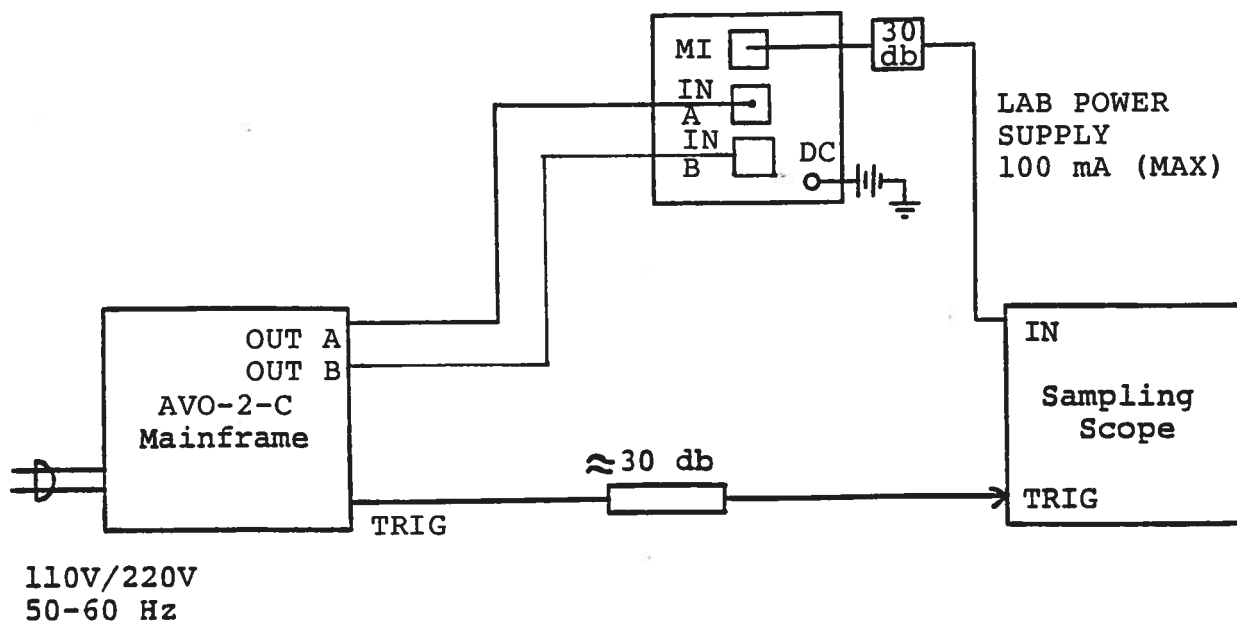 MI
30
db
IN
A
IN
B
DC
LAB POWER
SUPPLY
100 mA (MAX)
OUT A
OUT B
AVO-2-C
Mainframe
TRIG
≈30 db
IN
Sampling
Scope
TRIG
110V/220V
50-60 Hz